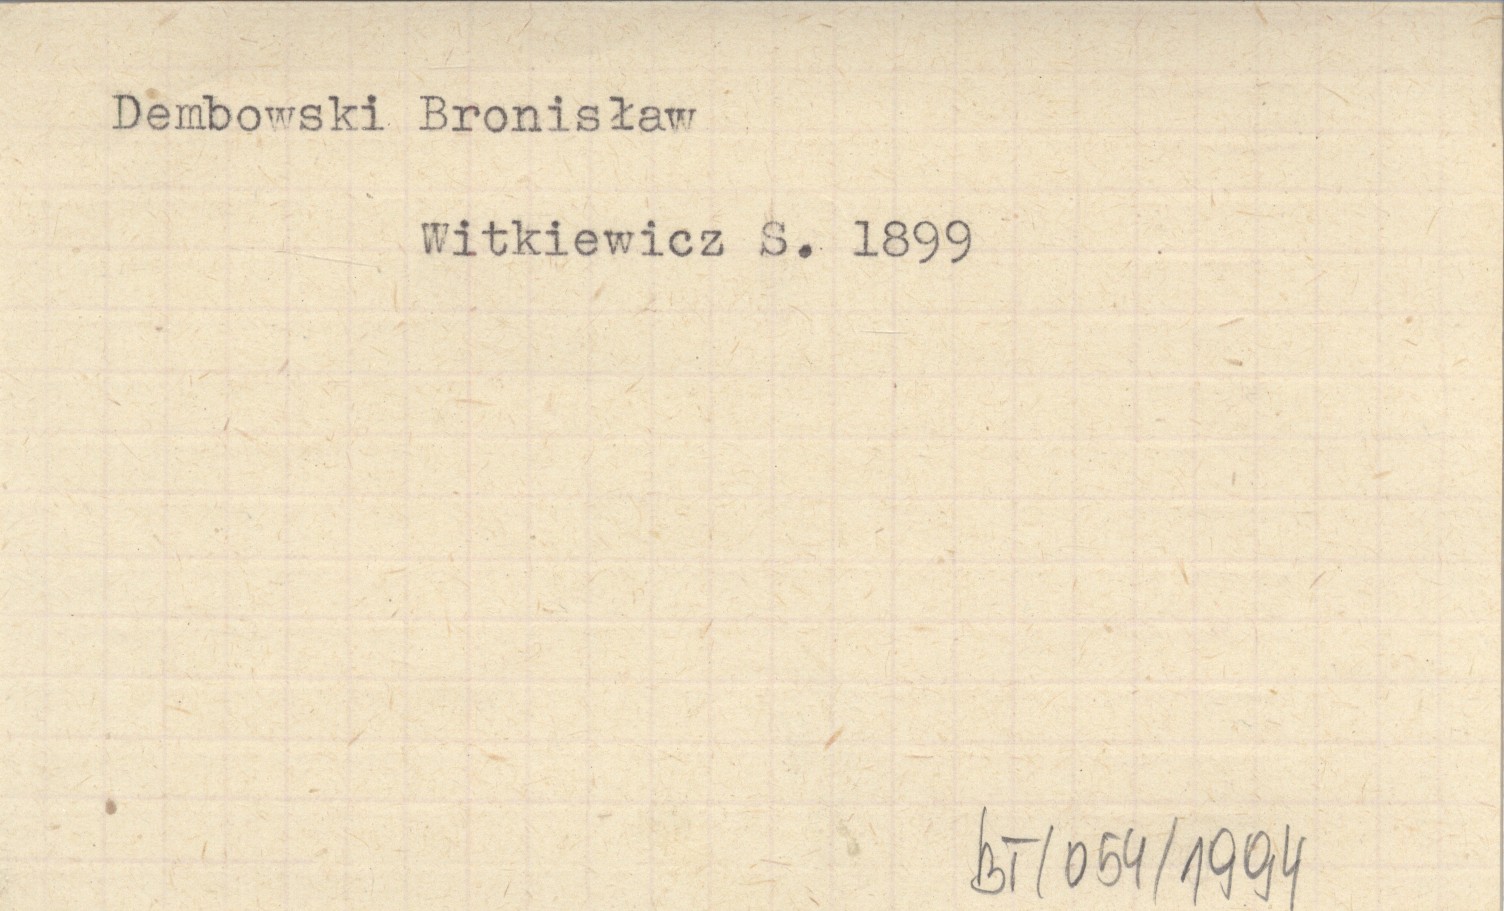 Dembowski Bronisław
Witkiewicz S. 1899
BT/054/1994